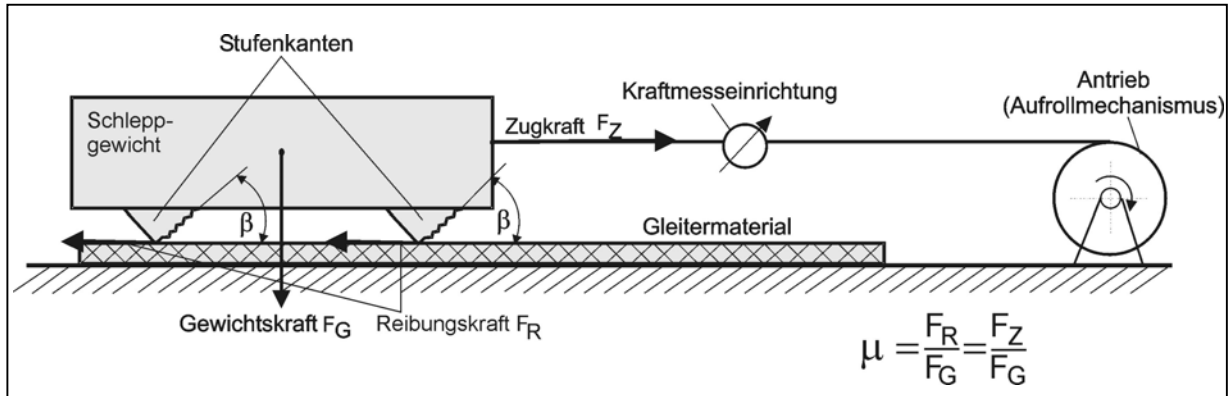 Stufenkanten
Schlepp-
gewicht
Zugkraft F_Z
Kraftmesseinrichtung
Antrieb
(Aufrollmechanismus)
β
β
Gleitermaterial
Gewichtskraft F_G
Reibungskraft F_R
μ = F_R/F_G = F_Z/F_G